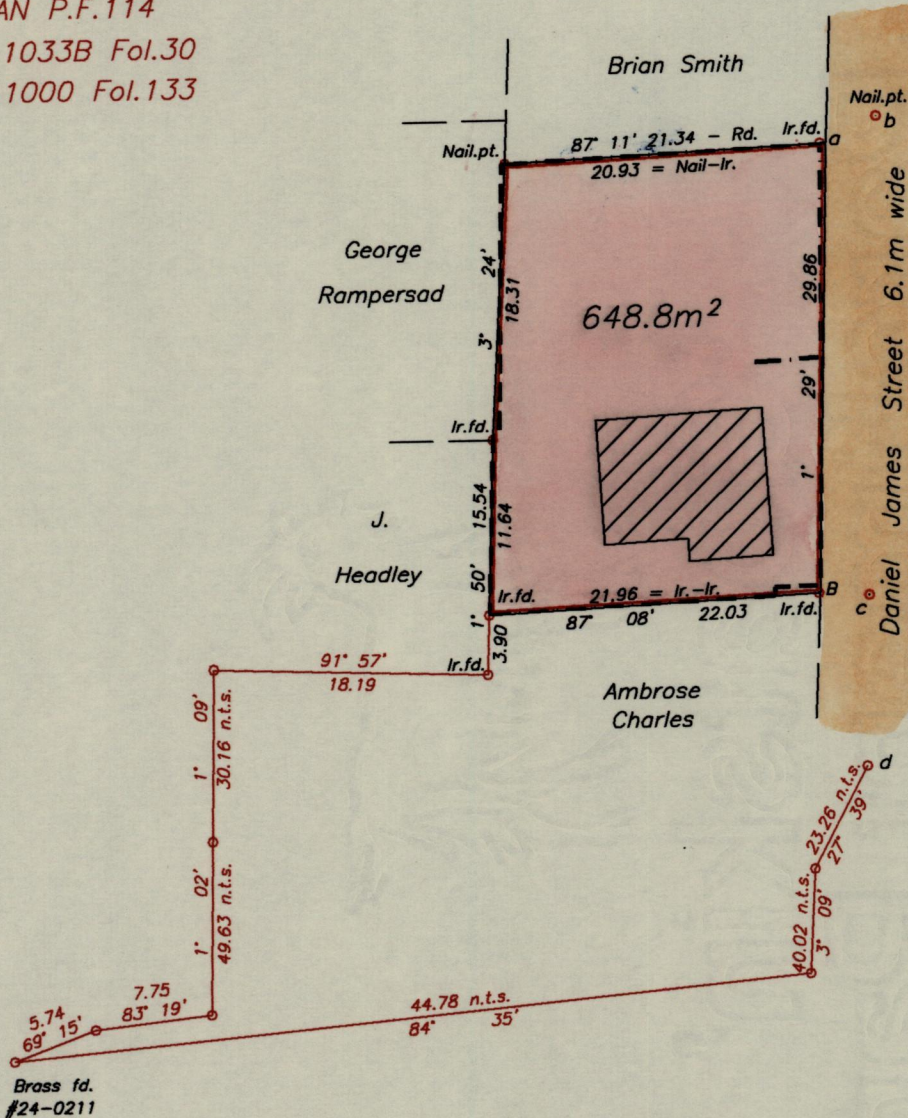 AN P.F.114
1033B Fol.30
1000 Fol.133
Brian Smith
Nail.pt.
b
87° 11' 21.34 - Rd.
Ir.fd.
a
Nail.pt.
20.93 = Nail-Ir.
George
Rampersad
3° 24'
18.31
648.8m²
1° 29' 29.86
Daniel James Street 6.1m wide
Ir.fd.
J.
Headley
1° 50' 15.54
11.64
Ir.fd.
21.96 = Ir.-Ir.
B
c
87° 08' 22.03
Ir.fd.
3.90
Ir.fd.
91° 57'
18.19
Ambrose
Charles
1° 09'
30.16 n.t.s.
d
23.26 n.t.s.
27° 39'
1° 02'
49.63 n.t.s.
40.02 n.t.s.
3° 09'
5.74
69° 15'
7.75
83° 19'
44.78 n.t.s.
84° 35'
Brass fd.
#24-0211